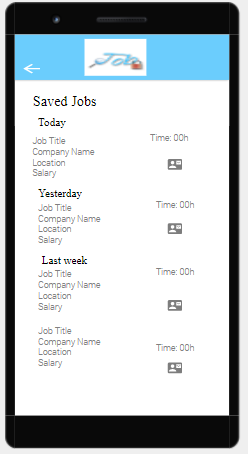 Job
Saved Jobs
Today
Job Title
Time: 00h
Company Name
Location
Salary
Yesterday
Job Title
Time: 00h
Company Name
Location
Salary
Last week
Job Title
Time: 00h
Company Name
Location
Salary
Job Title
Company Name
Time: 00h
Location
Salary